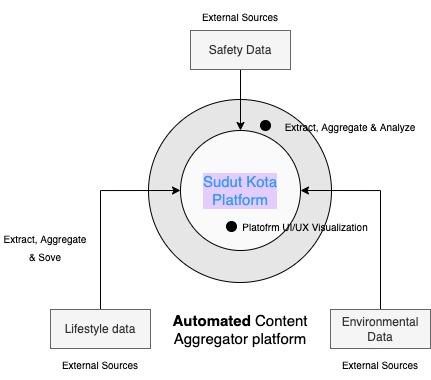 External Sources
Safety Data
Extract, Aggregate & Analyze
Sudut Kota
Platform
Platofrm UI/UX Visualization
Extract, Aggregate
& Sove
Automated Content
Aggregator platform
Lifestyle data
Environmental
Data
External Sources
External Sources